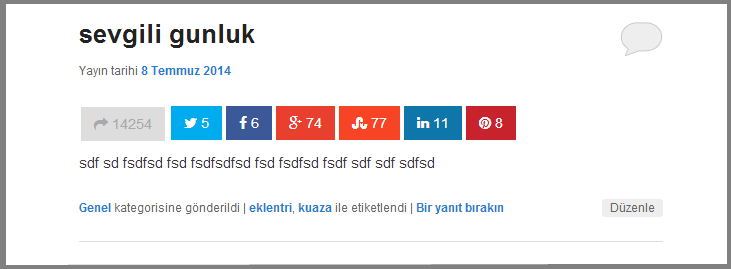 sevgili gunluk
Yayın tarihi 8 Temmuz 2014
14254 5 6 74 77 11 8
sdf sd fsdfsd fsd fsdfsdfsd fsd fsdfsd fsdf sdf sdf sdfsd
Genel kategorisine gönderildi | eklentri, kuaza ile etiketlendi | Bir yanıt bırakın Düzenle